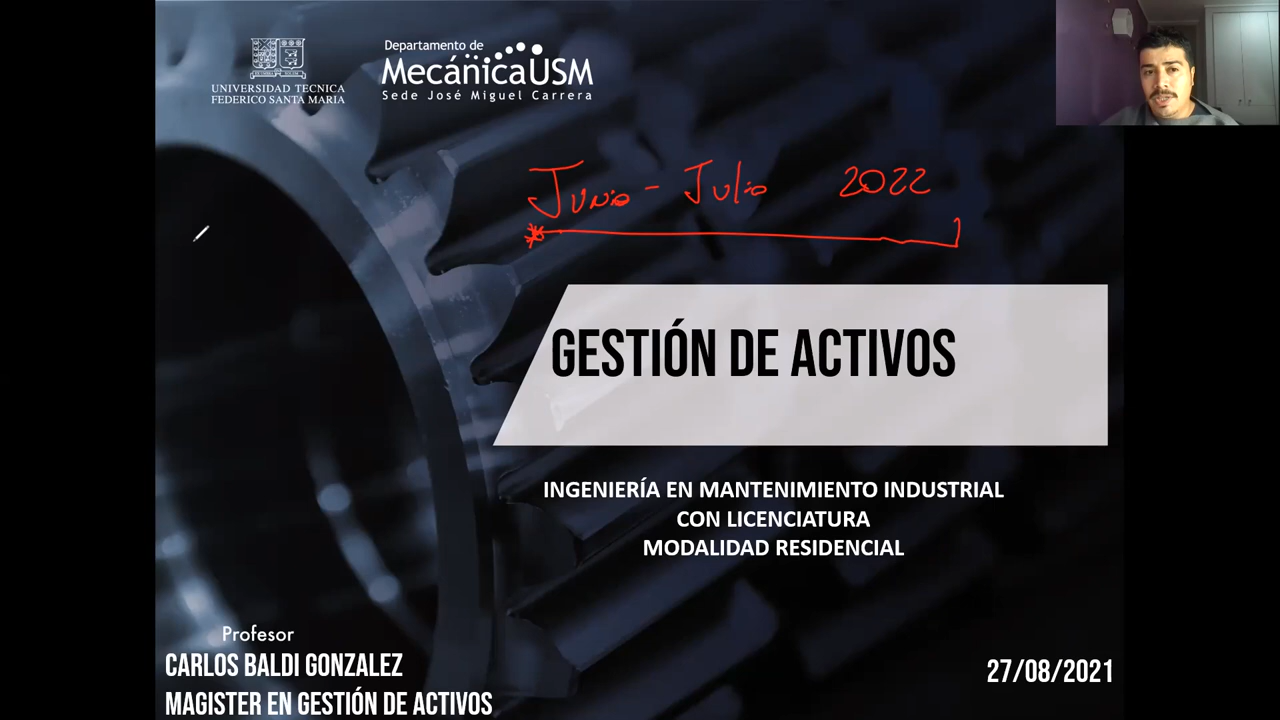 UNIVERSIDAD TECNICA
FEDERICO SANTA MARIA
Departamento de
MecánicaUSM
Sede José Miguel Carrera
Junio - Julio 2022
GESTIÓN DE ACTIVOS
INGENIERÍA EN MANTENIMIENTO INDUSTRIAL
CON LICENCIATURA
MODALIDAD RESIDENCIAL
Profesor
CARLOS BALDI GONZALEZ
MAGISTER EN GESTIÓN DE ACTIVOS
27/08/2021